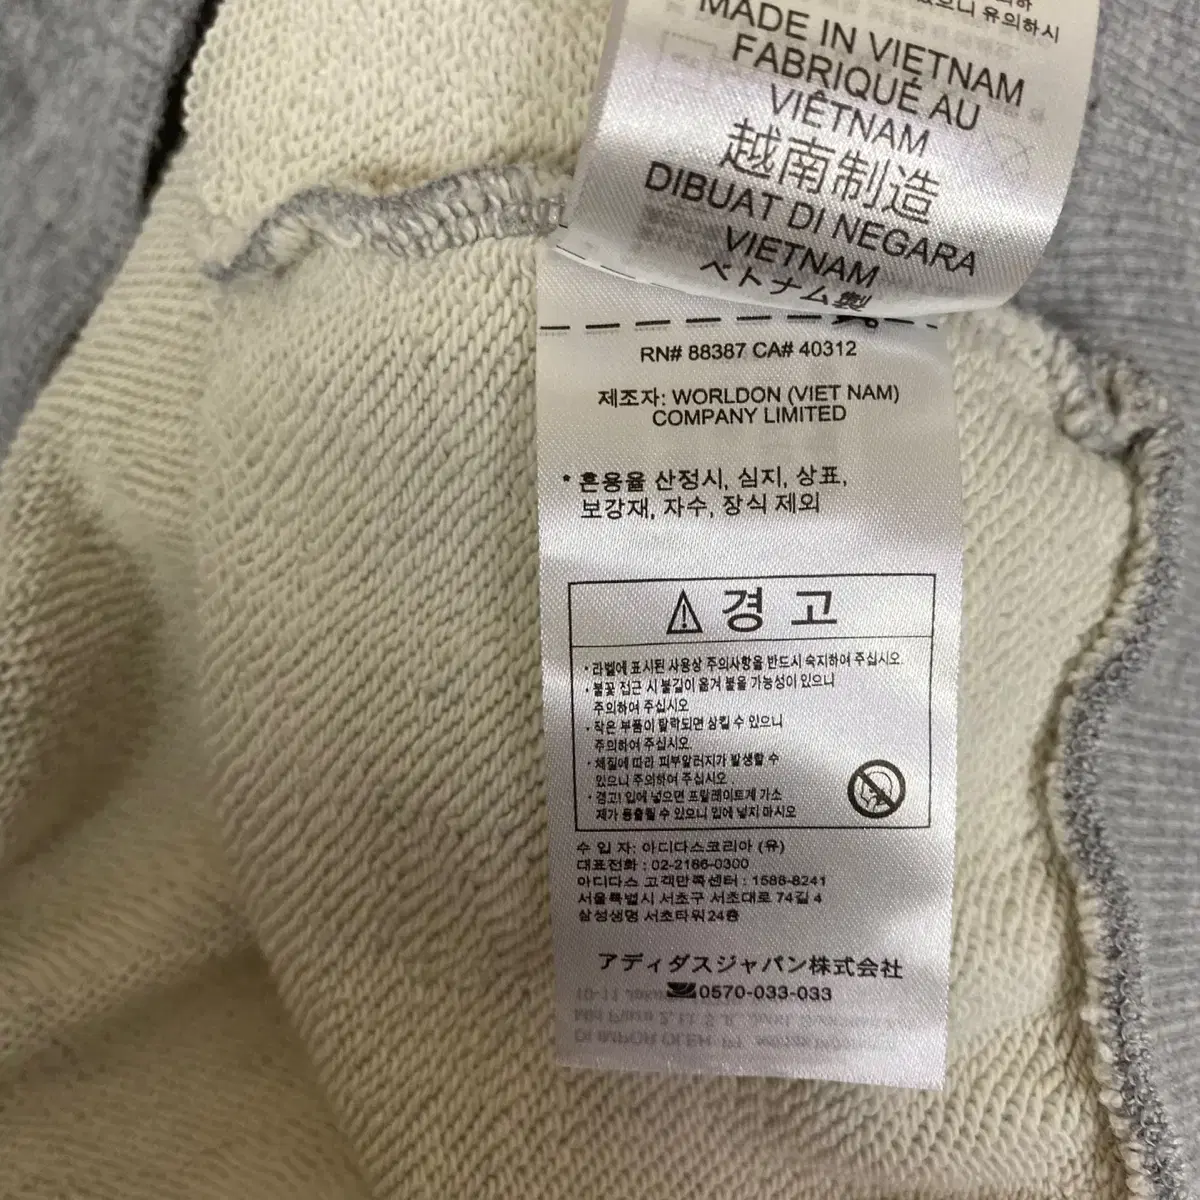 유의하시
MADE IN VIETNAM
FABRIQUÉ AU
VIÊTNAM
越南制造
DIBUAT DI NEGARA
VIETNAM
ベトナム製
RN# 88387 CA# 40312
제조자: WORLDON (VIET NAM)
COMPANY LIMITED
* 혼용율 산정시, 심지, 상표,
보강재, 자수, 장식 제외
⚠ 경 고
· 라벨에 표시된 사용상 주의사항을 반드시 숙지하여 주십시오.
· 불꽃 접근 시 불길이 옮겨 붙을 가능성이 있으니
주의하여 주십시오
· 작은 부품이 탈락되면 삼킬 수 있으니
주의하여 주십시오.
· 체질에 따라 피부알러지가 발생할 수
있으니 주의하여 주십시오 .
· 경고! 입에 넣으면 프탈레이트계 가소
제가 용출될 수 있으니 입에 넣지 마시오
수 입 자: 아디다스코리아 (유)
대표전화 : 02-2186-0300
아디다스 고객만족센터 : 1588-8241
서울특별시 서초구 서초대로 74길 4
삼성생명 서초타워24층
アディダスジャパン株式会社
0570-033-033